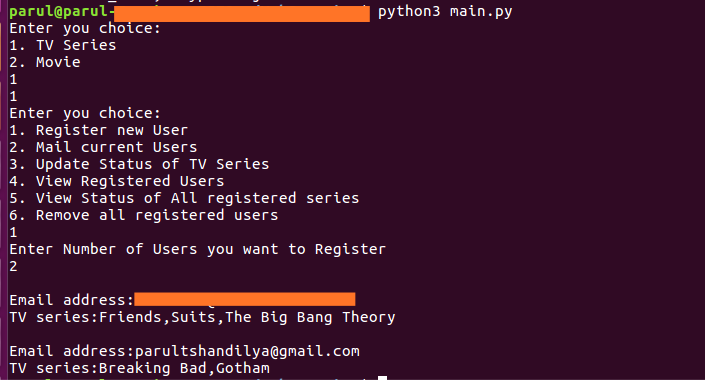 parul@parul- python3 main.py
Enter you choice:
1. TV Series
2. Movie
1
1
Enter you choice:
1. Register new User
2. Mail current Users
3. Update Status of TV Series
4. View Registered Users
5. View Status of All registered series
6. Remove all registered users
1
Enter Number of Users you want to Register
2
Email address:
TV series:Friends,Suits,The Big Bang Theory
Email address:parultshandilya@gmail.com
TV series:Breaking Bad,Gotham